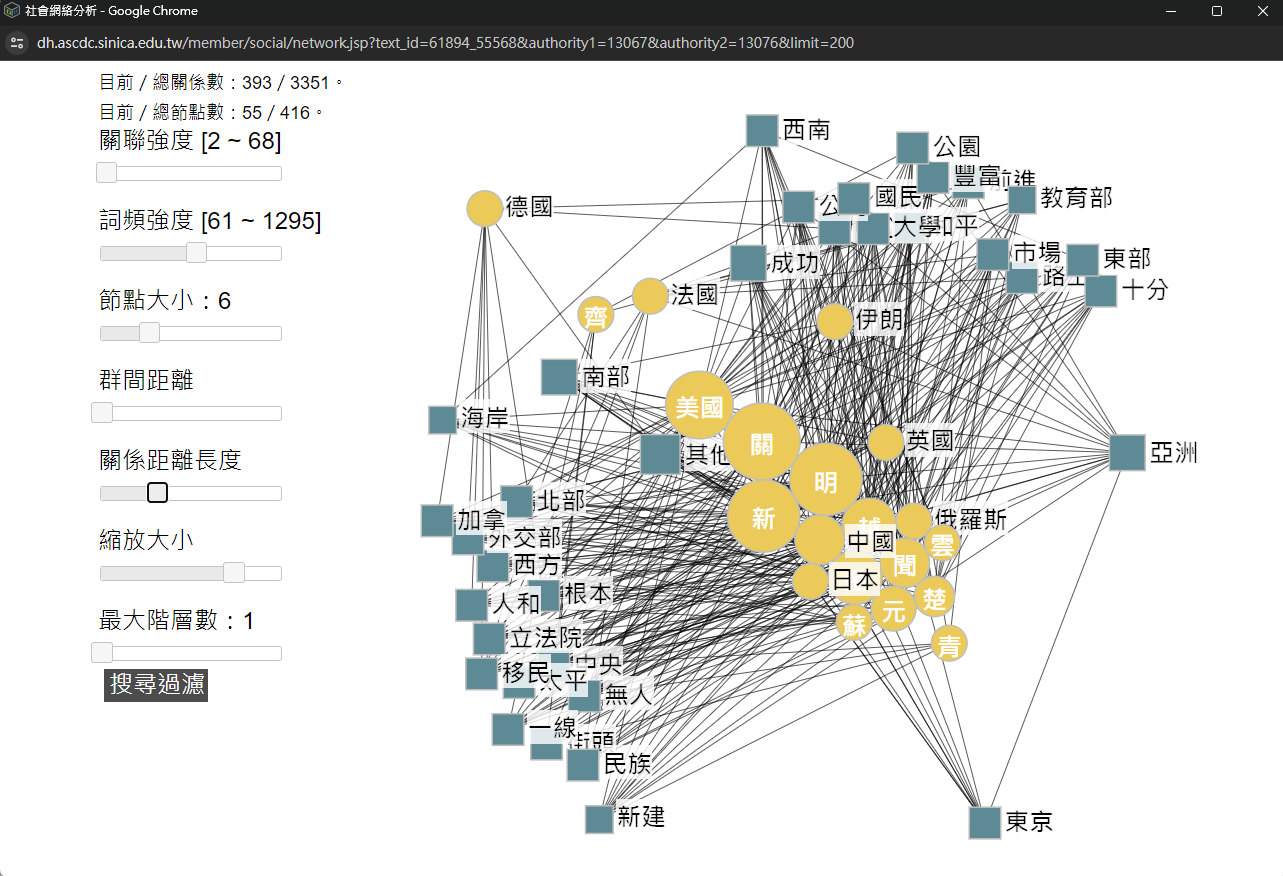 社會網絡分析 - Google Chrome
dh.ascdc.sinica.edu.tw/member/social/network.jsp?text_id=61894_55568&authority1=13067&authority2=13076&limit=200
目前 / 總關係數：393 / 3351。
目前 / 總節點數：55 / 416。
關聯強度 [2 ~ 68]
詞頻強度 [61 ~ 1295]
節点大小：6
群間距離
關係距離長度
縮放大小
最大階層數：1
搜尋過濾
西南
公園
豐富
前進
德國
公
國民
教育部
大學
和平
市場
東部
成功
路上
十分
法國
齊
伊朗
南部
美國
海岸
關
英國
其他
亞洲
明
北部
新
越
加拿
俄羅斯
外交部
中國
雲
西方
聞
日本
根本
人和
楚
元
蘇
立法院
青
中央
移民
太平
無人
一線
街頭
民族
新建
東京